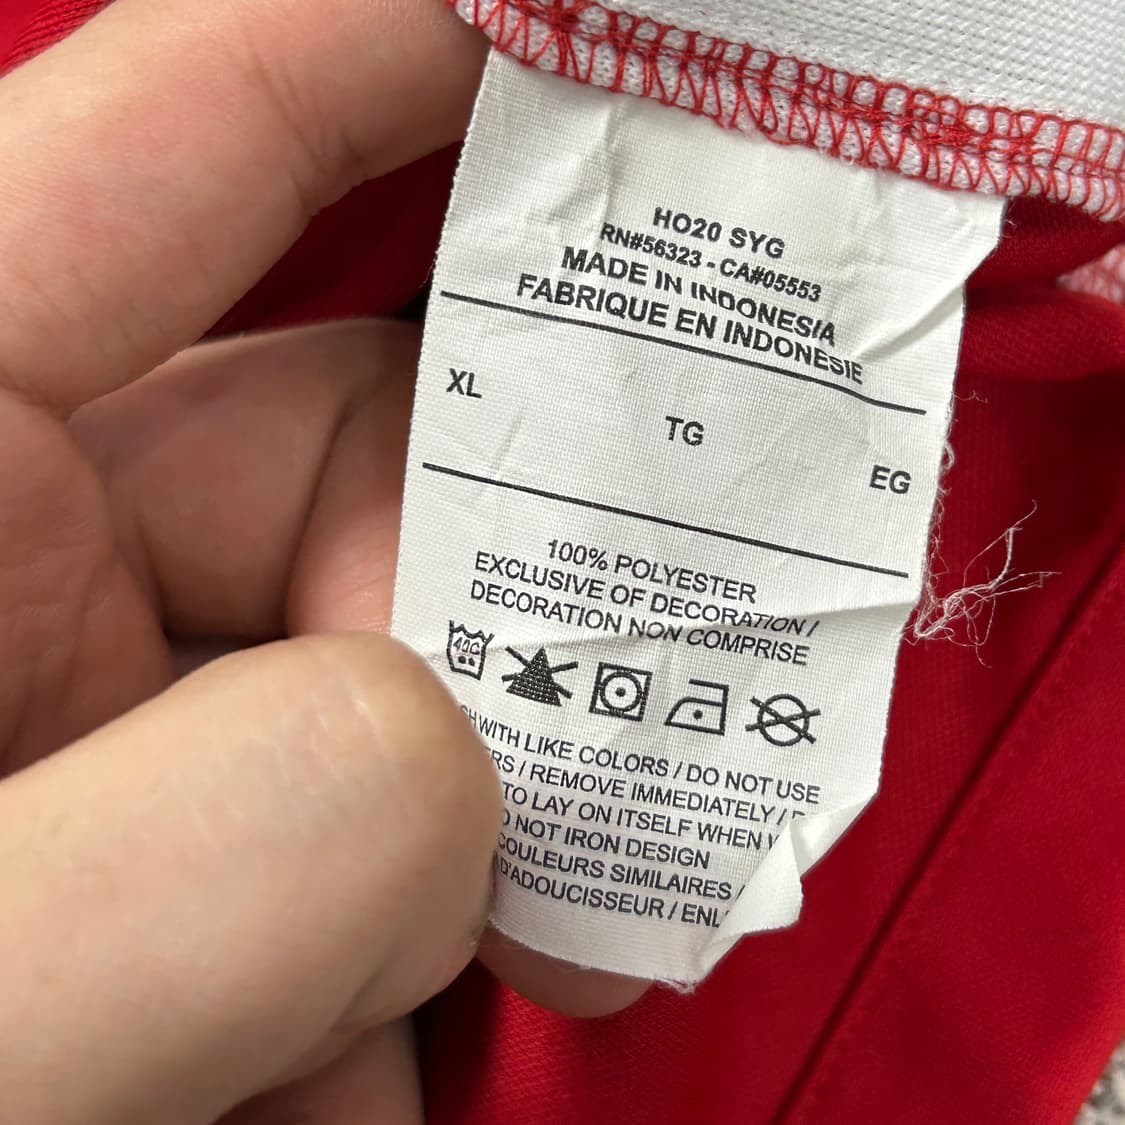 HO20 SYG
RN#56323 - CA#05553
MADE IN INDONESIA
FABRIQUE EN INDONESIE
XL TG EG
100% POLYESTER
EXCLUSIVE OF DECORATION /
DECORATION NON COMPRISE
40C
WITH LIKE COLORS / DO NOT USE
/ REMOVE IMMEDIATELY /
TO LAY ON ITSELF WHEN
NOT IRON DESIGN
COULEURS SIMILAIRES
D'ADOUCISSEUR /